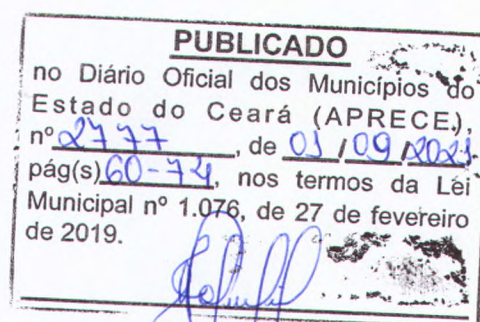 PUBLICADO
no Diário Oficial dos Municípios do
Estado do Ceará (APRECE),
nº 2777, de 01/09/2021
pág(s) 60-74, nos termos da Lei
Municipal nº 1.076, de 27 de fevereiro
de 2019.